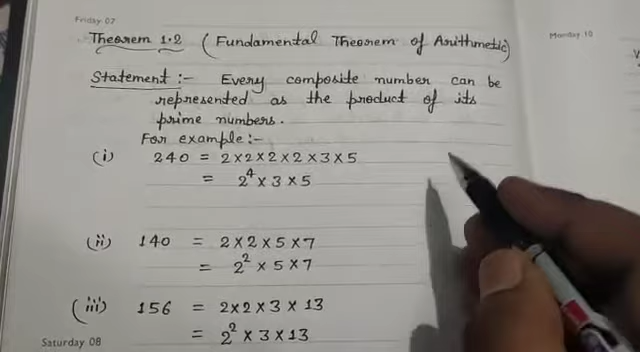 Friday 07
Monday 10
Theorem 1.2 (Fundamental Theorem of Arithmetic)
Statement :- Every composite number can be
represented as the product of its
prime numbers.
For example :-
(i) 240 = 2×2×2×2×3×5
= 2⁴×3×5
(ii) 140 = 2×2×5×7
= 2²×5×7
(iii) 156 = 2×2×3×13
= 2²×3×13
Saturday 08